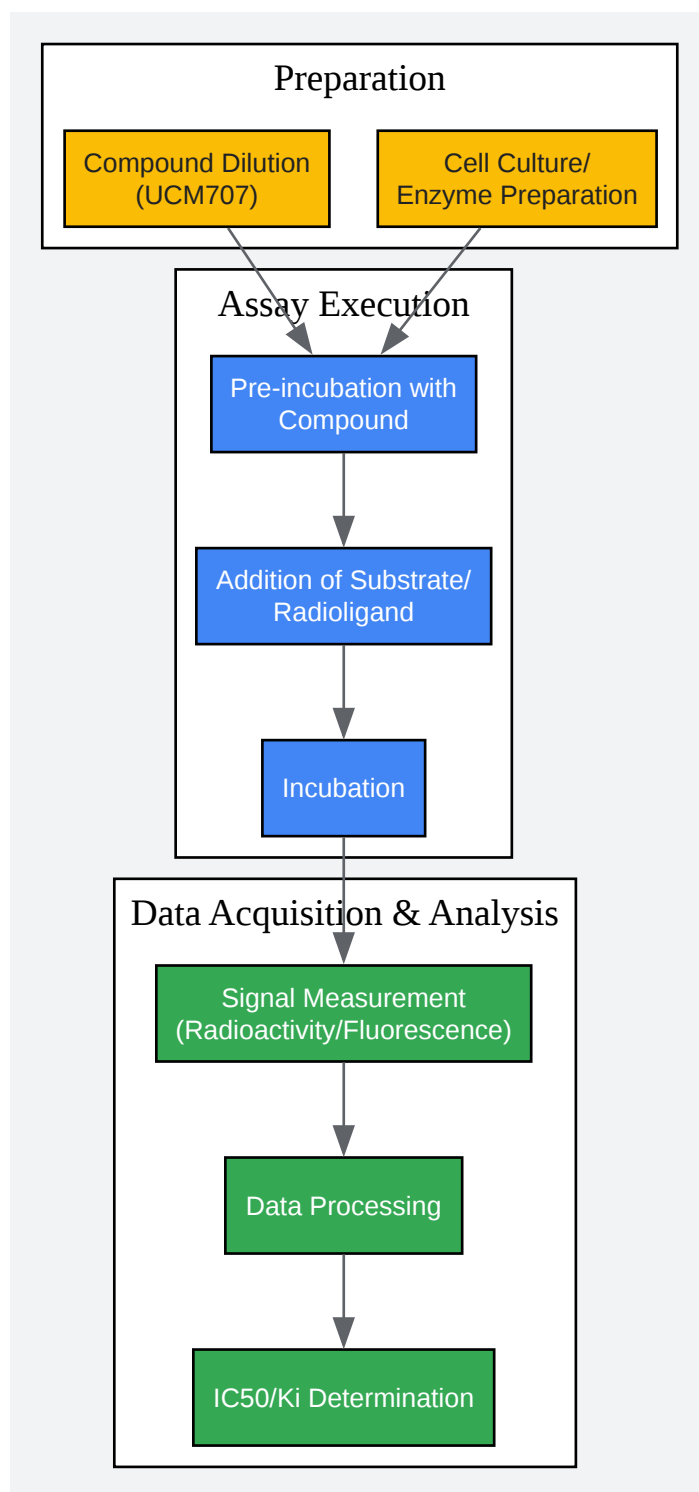 Preparation
Compound Dilution
(UCM707)
Cell Culture/
Enzyme Preparation
Assay Execution
Pre-incubation with
Compound
Addition of Substrate/
Radioligand
Incubation
Data Acquisition & Analysis
Signal Measurement
(Radioactivity/Fluorescence)
Data Processing
IC50/Ki Determination